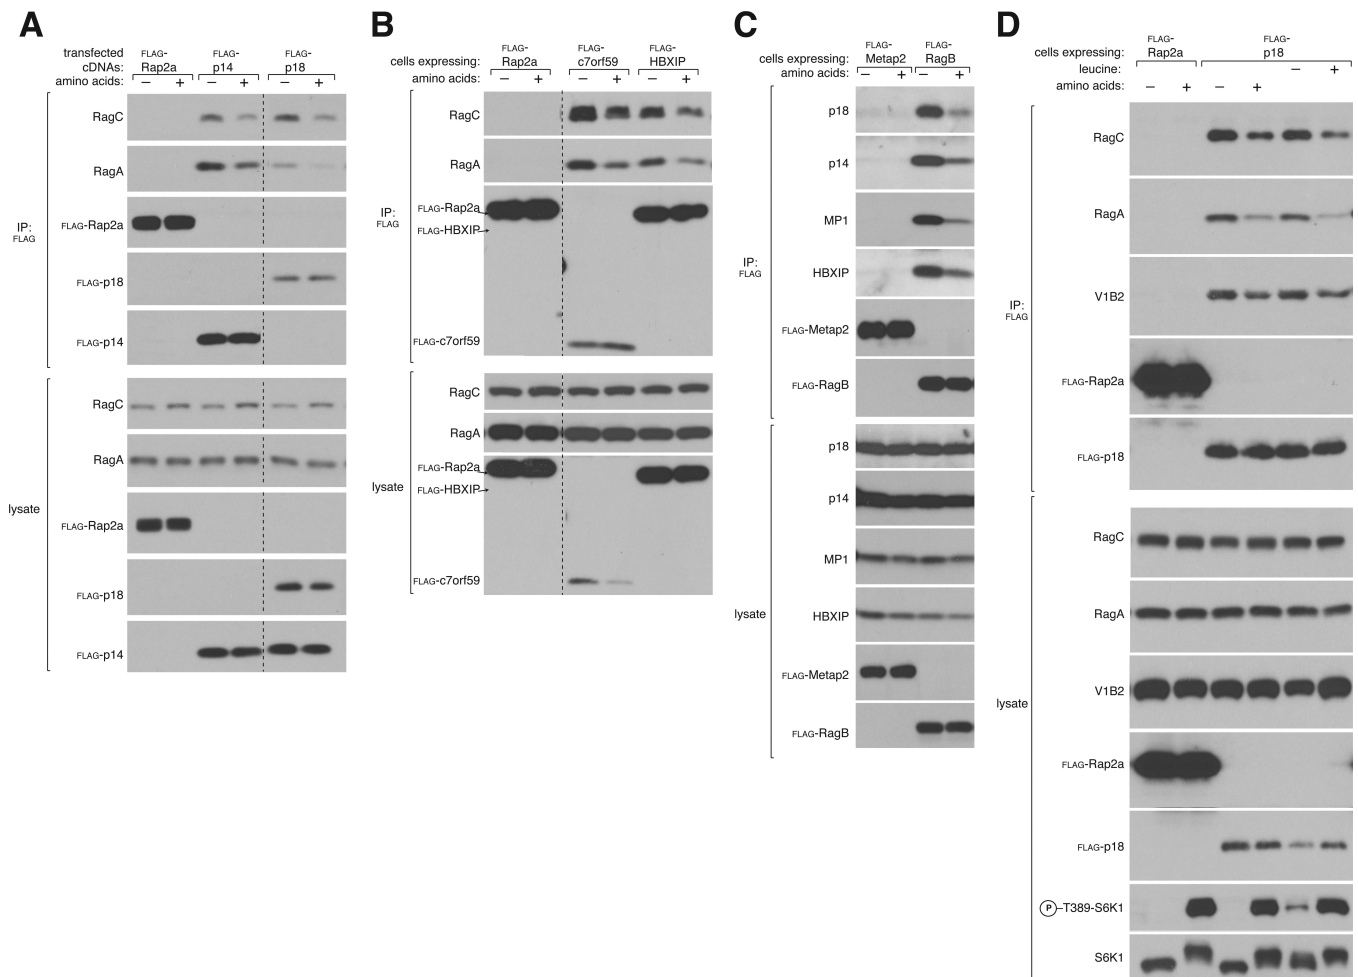 A
transfected cDNAs:
FLAG-Rap2a FLAG-p14 FLAG-p18
amino acids: – + – + – +
IP: FLAG
RagC
RagA
FLAG-Rap2a
FLAG-p18
FLAG-p14
lysate
RagC
RagA
FLAG-Rap2a
FLAG-p18
FLAG-p14
B
cells expressing: FLAG-Rap2a FLAG-c7orf59 FLAG-HBXIP
amino acids: – + – + – +
IP: FLAG
RagC
RagA
FLAG-Rap2a
FLAG-HBXIP
FLAG-c7orf59
lysate
RagC
RagA
FLAG-Rap2a
FLAG-HBXIP
FLAG-c7orf59
C
cells expressing: FLAG-Metap2 FLAG-RagB
amino acids: – + – +
IP: FLAG
p18
p14
MP1
HBXIP
FLAG-Metap2
FLAG-RagB
lysate
p18
p14
MP1
HBXIP
FLAG-Metap2
FLAG-RagB
D
cells expressing: FLAG-Rap2a FLAG-p18
leucine: – +
amino acids: – + – +
IP: FLAG
RagC
RagA
V1B2
FLAG-Rap2a
FLAG-p18
lysate
RagC
RagA
V1B2
FLAG-Rap2a
FLAG-p18
P–T389-S6K1
S6K1